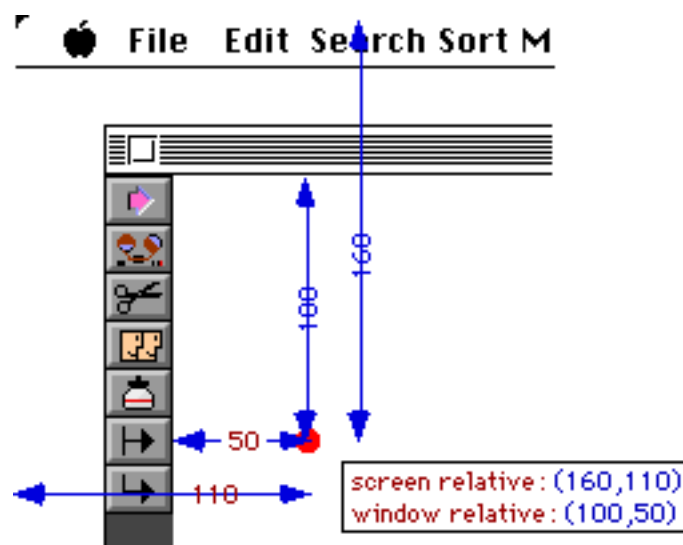 File Edit Search Sort M
160
100
50
110
screen relative: (160,110)
window relative: (100,50)